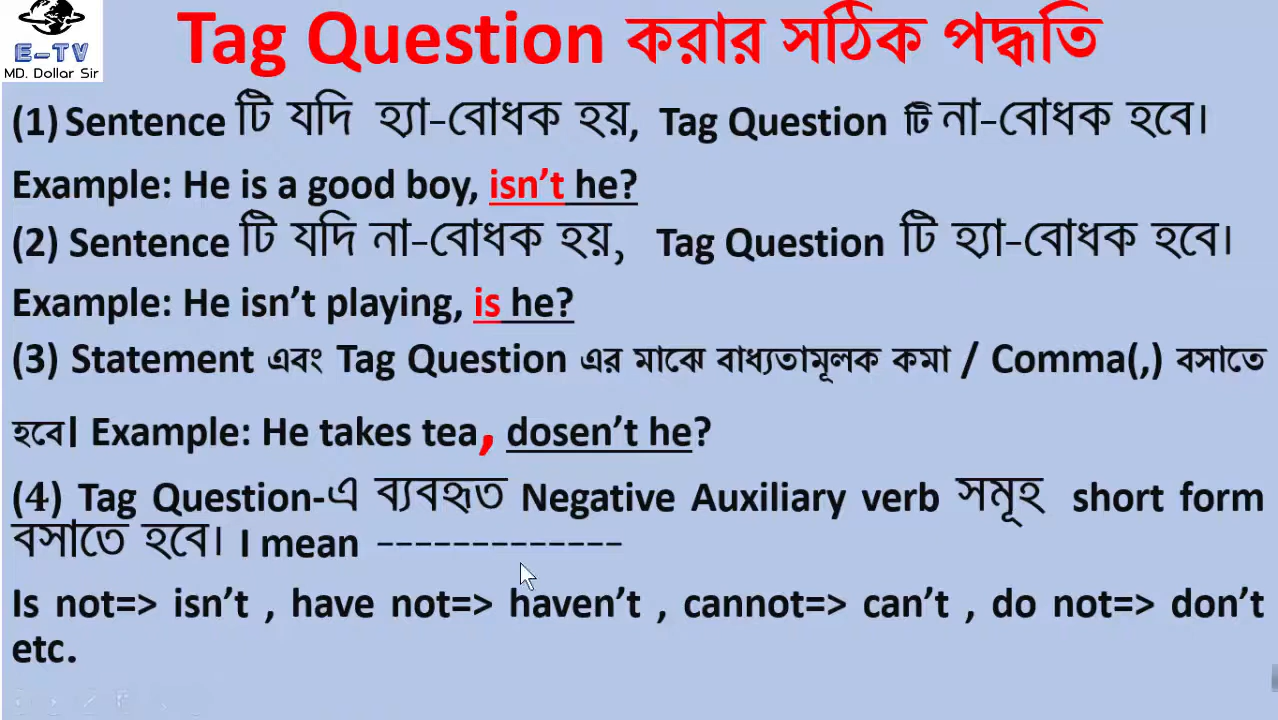 E-TV
MD. Dollar Sir
Tag Question করার সঠিক পদ্ধতি
(1) Sentence টি যদি হ্যা-বোধক হয়, Tag Question টি না-বোধক হবে।
Example: He is a good boy, isn’t he?
(2) Sentence টি যদি না-বোধক হয়, Tag Question টি হ্যা-বোধক হবে।
Example: He isn’t playing, is he?
(3) Statement এবং Tag Question এর মাঝে বাধ্যতামূলক কমা / Comma(,) বসাতে
হবে। Example: He takes tea, dosen’t he?
(4) Tag Question-এ ব্যবহৃত Negative Auxiliary verb সমূহ short form
বসাতে হবে। I mean -------------
Is not=> isn’t , have not=> haven’t , cannot=> can’t , do not=> don’t
etc.